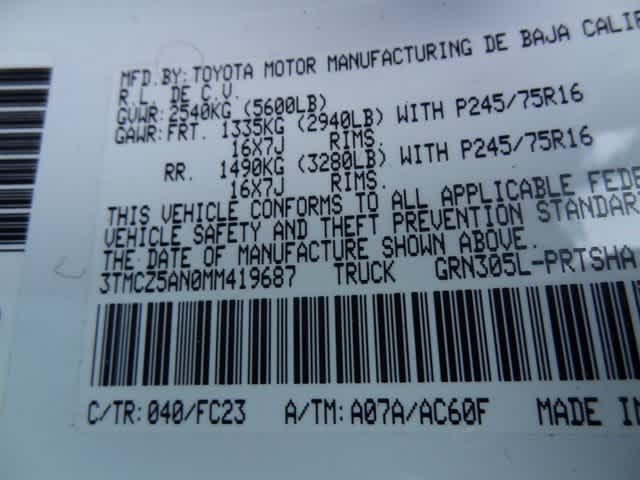 MFD.BY:TOYOTA MOTOR MANUFACTURING DE BAJA CALIF
R.L. DE C.V.
GVWR:2540KG (5600LB)
GAWR:FRT. 1335KG (2940LB) WITH P245/75R16
16X7J RIMS.
RR. 1490KG (3280LB) WITH P245/75R16
16X7J RIMS.
THIS VEHICLE CONFORMS TO ALL APPLICABLE FEDE
VEHICLE SAFETY AND THEFT PREVENTION STANDAR
THE DATE OF MANUFACTURE SHOWN ABOVE.
3TMCZ5AN0MM419687 TRUCK GRN305L-PRTSHA
C/TR:040/FC23 A/TM:A07A/AC60F MADE IN